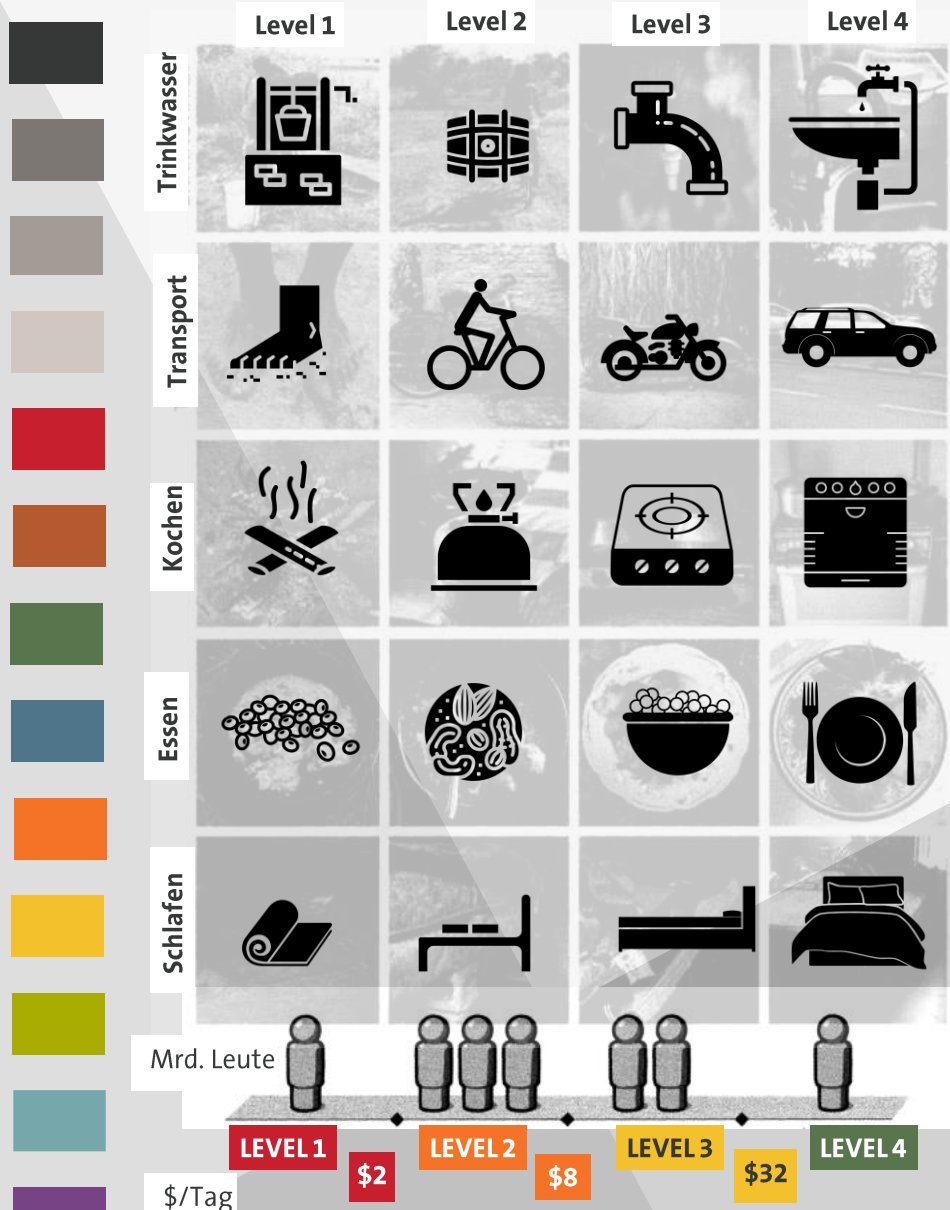 Level 1
Level 2
Level 3
Level 4
Trinkwasser
Transport
Kochen
Essen
Schlafen
Mrd. Leute
LEVEL 1
LEVEL 2
LEVEL 3
LEVEL 4
$2
$8
$32
$/Tag